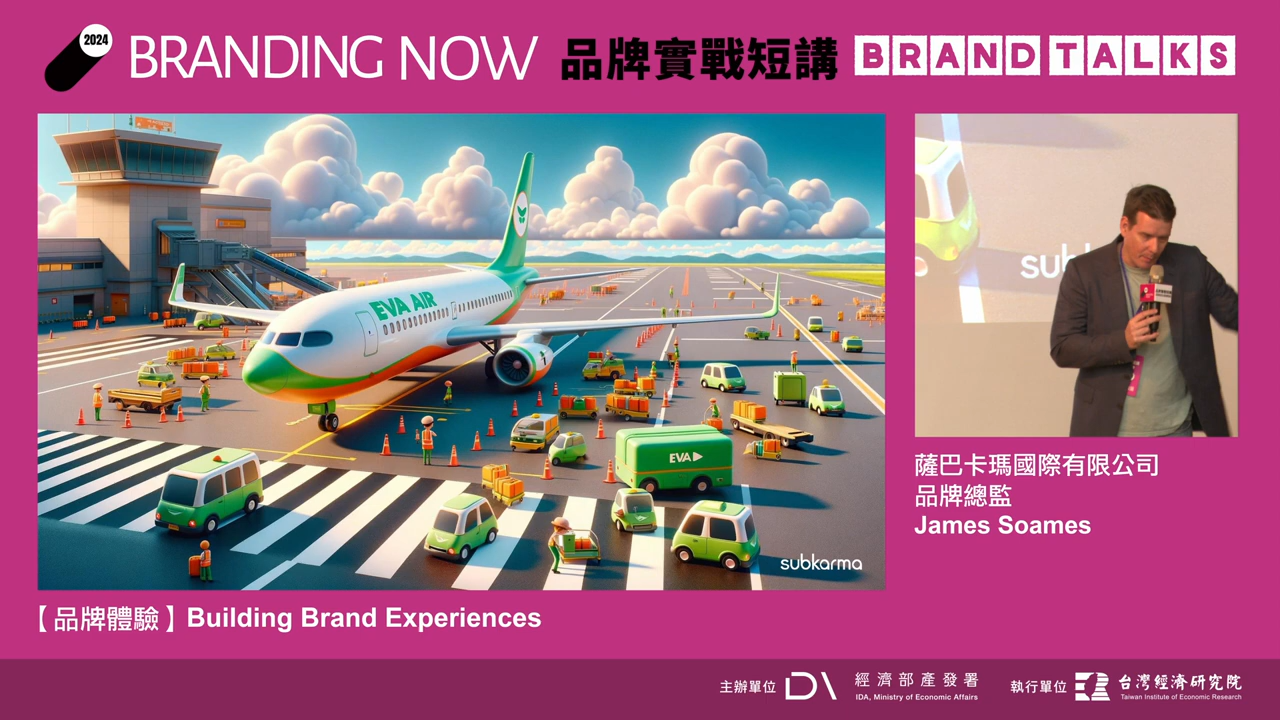 2024
BRANDING NOW 品牌實戰短講 BRAND TALKS
EVA AIR
EVA
subkarma
sub
薩巴卡瑪國際有限公司
品牌總監
James Soames
【品牌體驗】Building Brand Experiences
主辦單位 經濟部產發署
IDA, Ministry of Economic Affairs
執行單位 台灣經濟研究院
Taiwan Institute of Economic Research